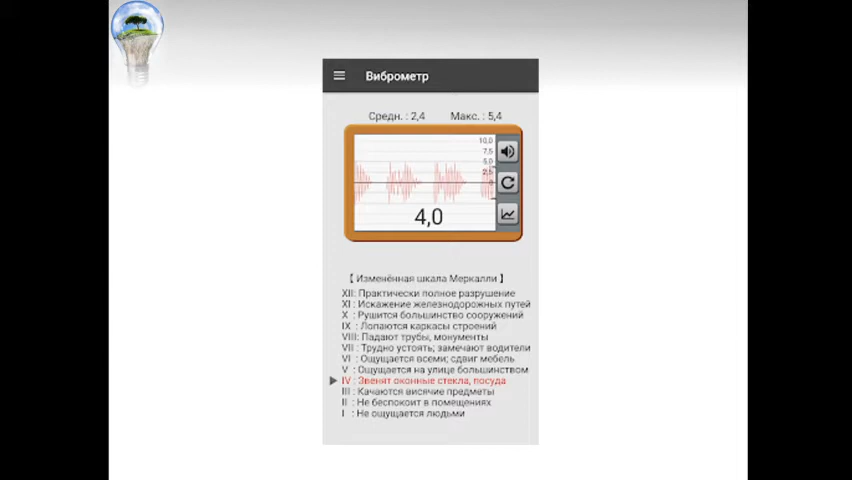 Виброметр
Средн. : 2,4 Макс. : 5,4
10,0
7,5
5,0
2,5
0
4,0
【 Изменённая шкала Меркалли 】
XII: Практически полное разрушение
XI : Искажение железнодорожных путей
X : Рушится большинство сооружений
IX : Лопаются каркасы строений
VIII: Падают трубы, монументы
VII : Трудно устоять; замечают водители
VI : Ощущается всеми; сдвиг мебель
V : Ощущается на улице большинством
IV : Звенят оконные стекла, посуда
III : Качаются висячие предметы
II : Не беспокоит в помещениях
I : Не ощущается людьми